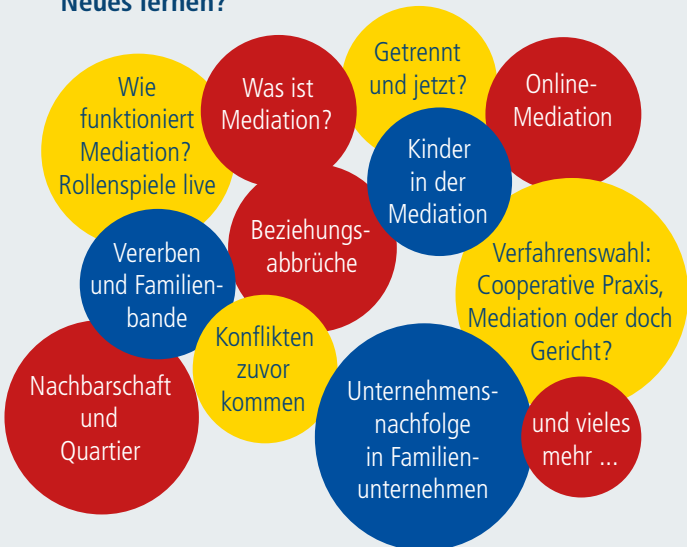 Neues lernen?
Wie
funktioniert
Mediation?
Rollenspiele live
Was ist
Mediation?
Getrennt
und jetzt?
Online-
Mediation
Kinder
in der
Mediation
Beziehungs-
abbrüche
Vererben
und Familien-
bande
Verfahrenswahl:
Cooperative Praxis,
Mediation oder doch
Gericht?
Konflikten
zuvor
kommen
Nachbarschaft
und
Quartier
Unternehmens-
nachfolge
in Familien-
unternehmen
und vieles
mehr ...